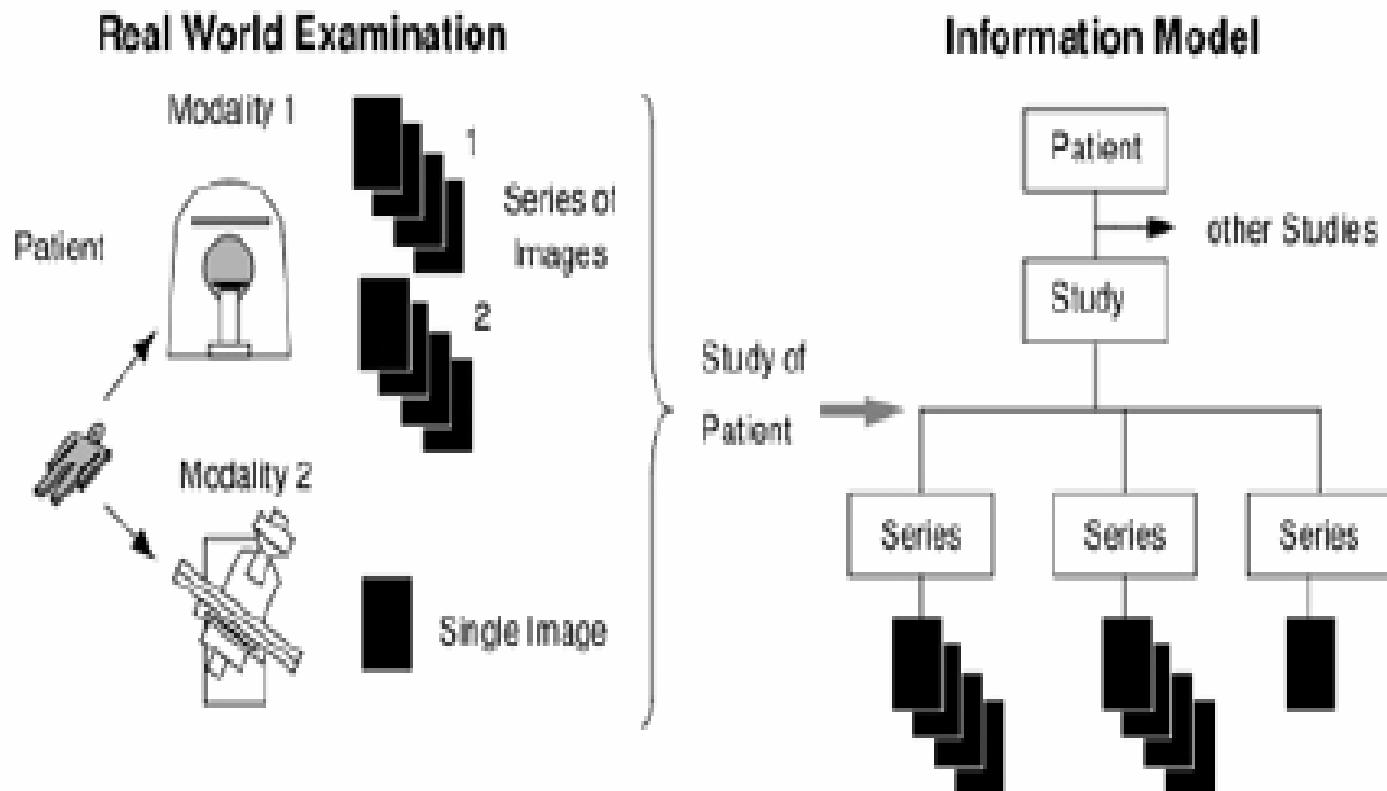 Real World Examination
Information Model
Modality 1
1
Series of
Images
Patient
2
Modality 2
Single Image
Study of
Patient
Patient
other Studies
Study
Series
Series
Series